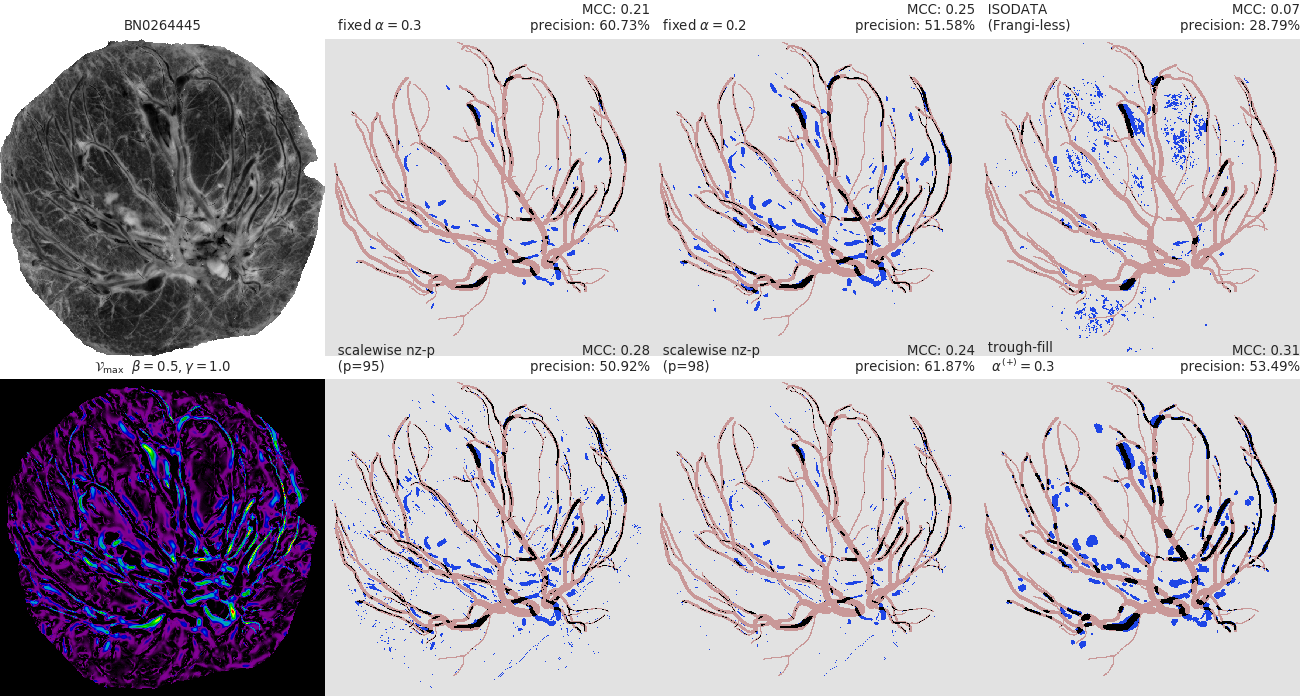 BN0264445
fixed α = 0.3
MCC: 0.21
precision: 60.73%
fixed α = 0.2
MCC: 0.25
precision: 51.58%
ISODATA
(Frangi-less)
MCC: 0.07
precision: 28.79%
𝒱max β = 0.5, γ = 1.0
scalewise nz-p
(p=95)
MCC: 0.28
precision: 50.92%
scalewise nz-p
(p=98)
MCC: 0.24
precision: 61.87%
trough-fill
α(+) = 0.3
MCC: 0.31
precision: 53.49%